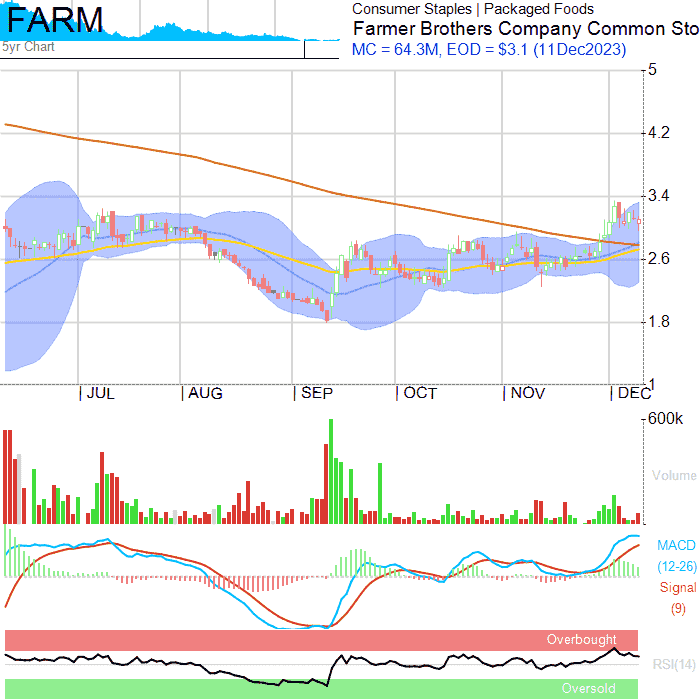 FARM
5yr Chart
Consumer Staples | Packaged Foods
Farmer Brothers Company Common Sto
MC = 64.3M, EOD = $3.1 (11Dec2023)
5
4.2
3.4
2.6
1.8
1
| JUL | AUG | SEP | OCT | NOV | DEC
600k
Volume
MACD
(12-26)
Signal
(9)
Overbought
RSI(14)
Oversold